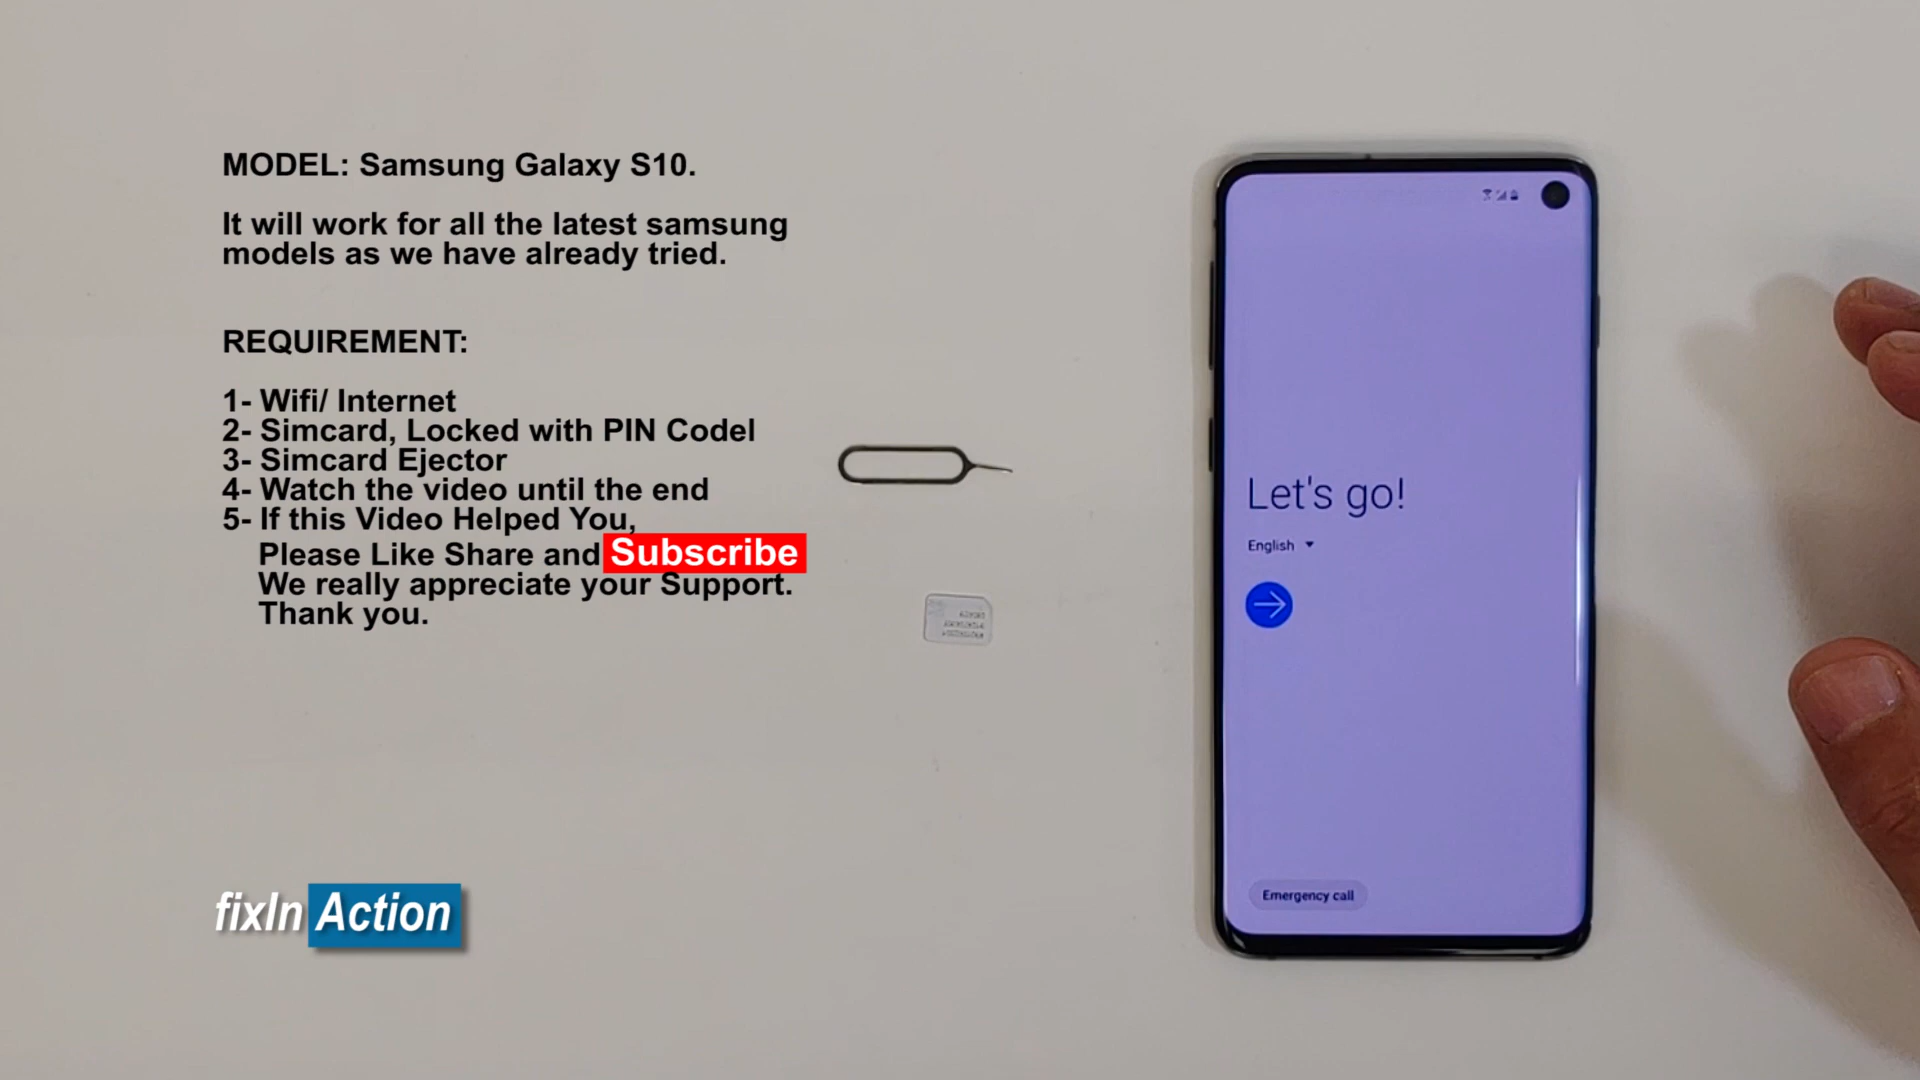 MODEL: Samsung Galaxy S10.
It will work for all the latest samsung
models as we have already tried.
REQUIREMENT:
1- Wifi/ Internet
2- Simcard, Locked with PIN Codel
3- Simcard Ejector
4- Watch the video until the end
5- If this Video Helped You,
Please Like Share and Subscribe
We really appreciate your Support.
Thank you.
fixIn Action
Let's go!
English
Emergency call